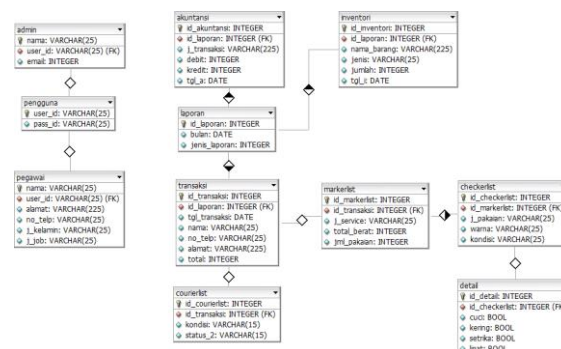 admin
nama: VARCHAR(25)
user_id: VARCHAR(25) (FK)
email: INTEGER
pengguna
user_id: VARCHAR(25)
pass_id: VARCHAR(25)
pegawai
nama: VARCHAR(25)
user_id: VARCHAR(25) (FK)
alamat: VARCHAR(225)
no_telp: VARCHAR(25)
j_kelamin: VARCHAR(25)
j_job: VARCHAR(25)
akuntansi
id_akuntansi: INTEGER
id_laporan: INTEGER (FK)
j_transaksi: VARCHAR(225)
debit: INTEGER
kredit: INTEGER
tgl_a: DATE
laporan
id_laporan: INTEGER
bulan: DATE
jenis_laporan: INTEGER
transaksi
id_transaksi: INTEGER
id_laporan: INTEGER (FK)
tgl_transaksi: DATE
nama: VARCHAR(25)
no_telp: VARCHAR(25)
alamat: VARCHAR(225)
total: INTEGER
courierlist
id_courierlist: INTEGER
id_transaksi: INTEGER (FK)
kondisi: VARCHAR(15)
status_2: VARCHAR(15)
inventori
id_inventori: INTEGER
id_laporan: INTEGER (FK)
nama_barang: VARCHAR(225)
jenis: VARCHAR(25)
jumlah: INTEGER
tgl_i: DATE
markerlist
id_markerlist: INTEGER
id_transaksi: INTEGER (FK)
j_service: VARCHAR(25)
total_berat: INTEGER
jml_pakaian: INTEGER
checkerlist
id_checkerlist: INTEGER
id_markerlist: INTEGER (FK)
j_pakaian: VARCHAR(25)
warna: VARCHAR(25)
kondisi: VARCHAR(25)
detail
id_detail: INTEGER
id_checkerlist: INTEGER (FK)
cuci: BOOL
kering: BOOL
setrika: BOOL
lipat: BOOL